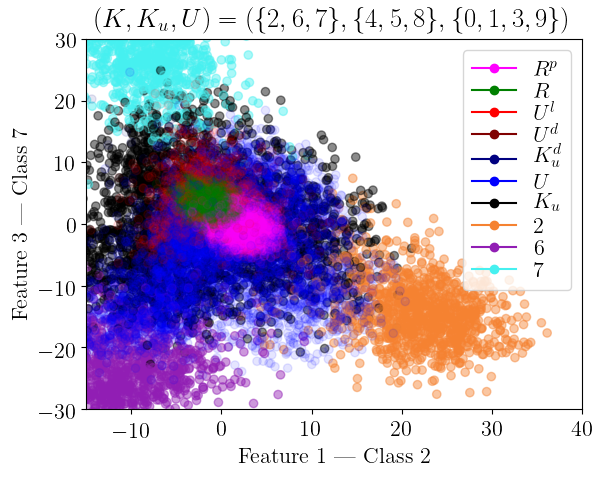 (K, K_u, U) = ({2, 6, 7}, {4, 5, 8}, {0, 1, 3, 9})
30
20
10
0
−10
−20
−30
Feature 3 — Class 7
R^p
R
U^l
U^d
K_u^d
U
K_u
2
6
7
−10
0
10
20
30
40
Feature 1 — Class 2